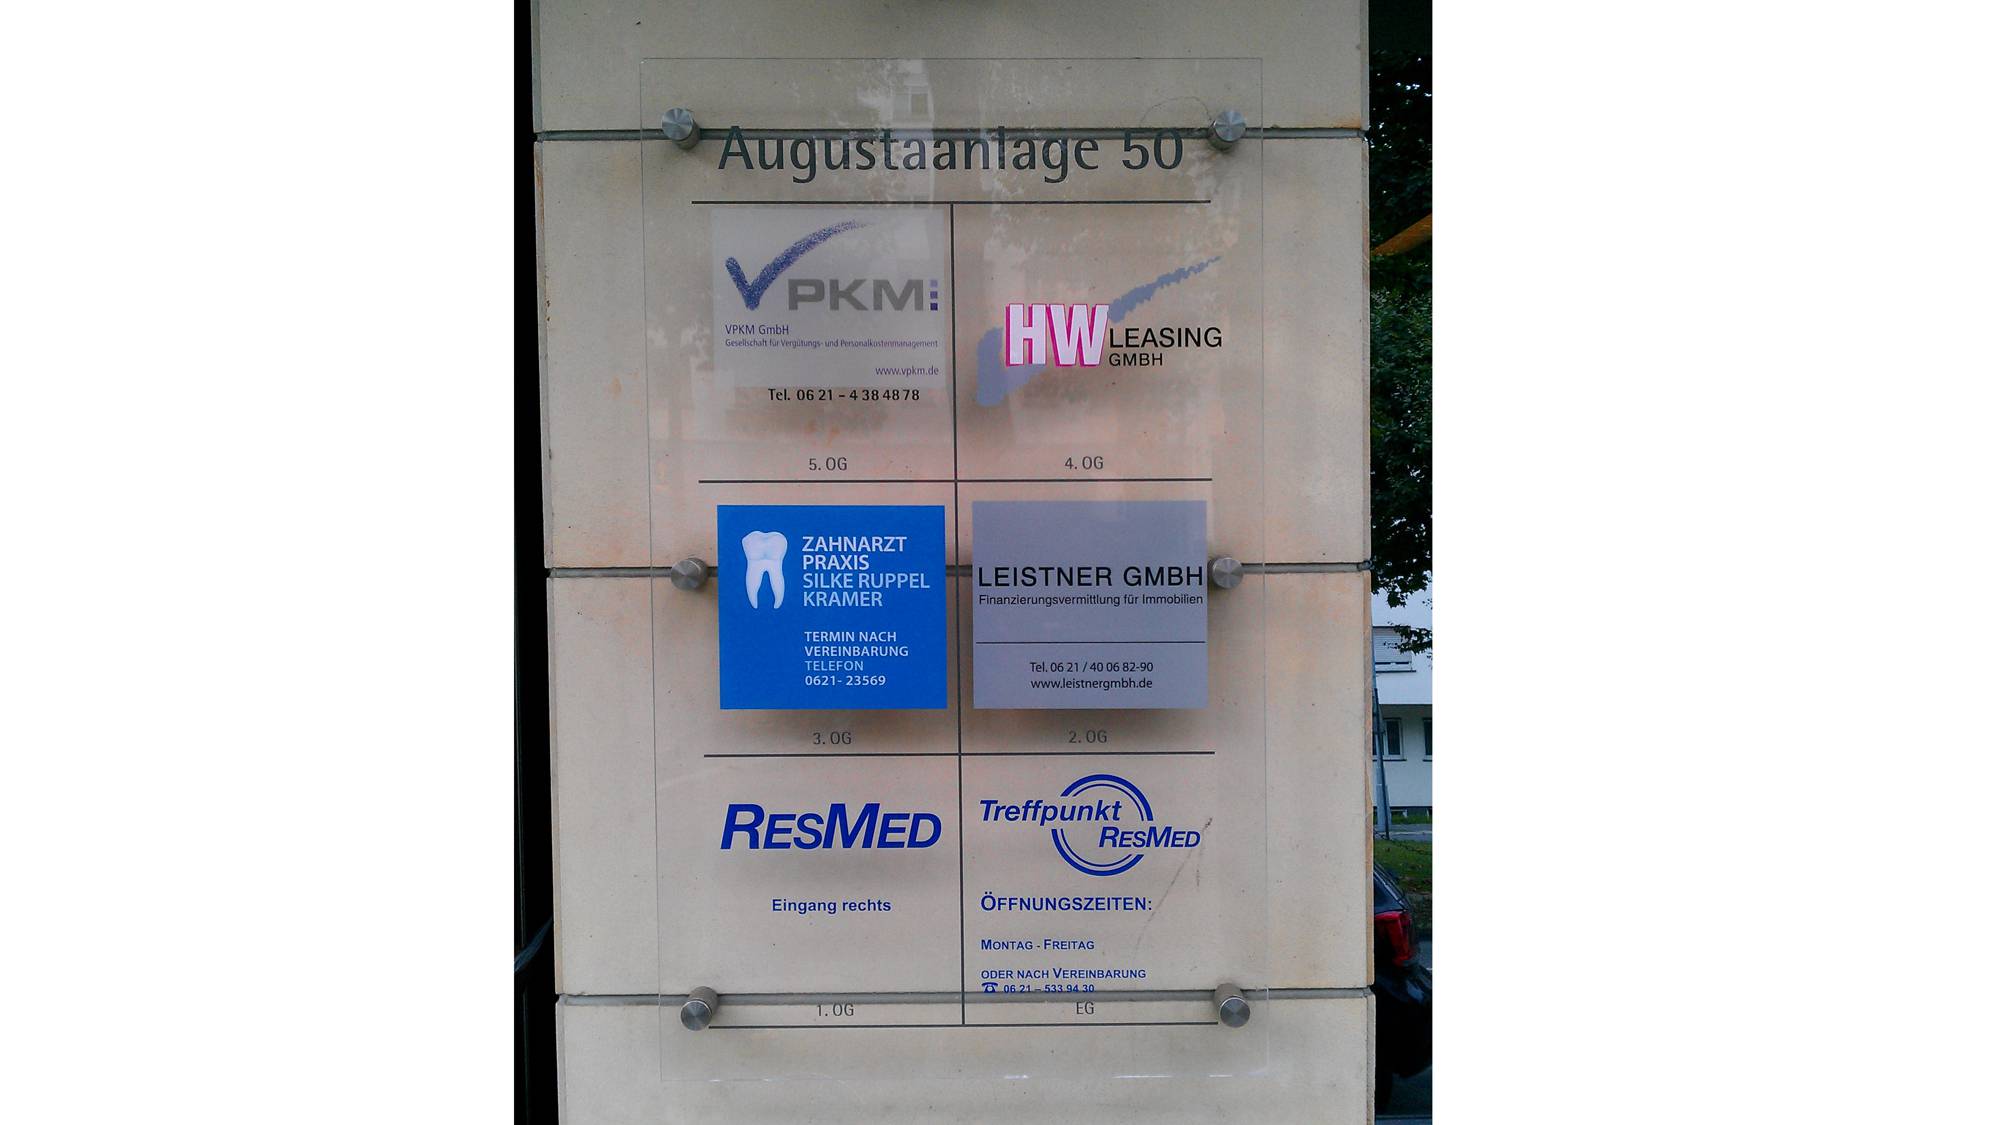 Augustaanlage 50
VPKM
VPKM GmbH
Gesellschaft für Vergütungs- und Personalkostenmanagement
www.vpkm.de
Tel. 06 21 – 4 38 48 78
5. OG
HW LEASING
GMBH
4. OG
ZAHNARZT
PRAXIS
SILKE RUPPEL
KRAMER
TERMIN NACH
VEREINBARUNG
TELEFON
0621- 23569
3. OG
LEISTNER GMBH
Finanzierungsvermittlung für Immobilien
Tel. 06 21 / 40 06 82-90
www.leistnergmbh.de
2. OG
RESMED
Eingang rechts
1. OG
Treffpunkt
RESMED
ÖFFNUNGSZEITEN:
MONTAG - FREITAG
ODER NACH VEREINBARUNG
☎ 06 21 – 533 94 30
EG